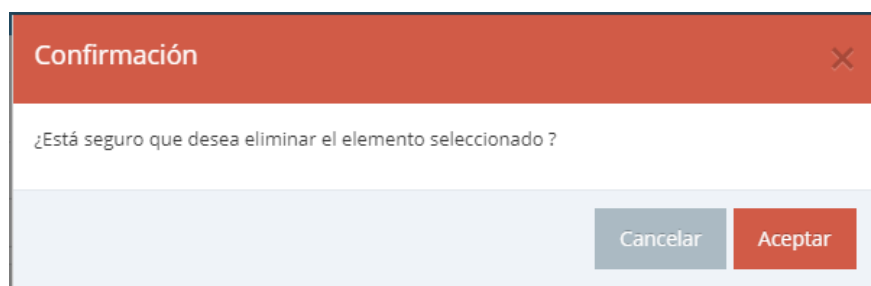 Confirmación
¿Está seguro que desea eliminar el elemento seleccionado ?
Cancelar
Aceptar